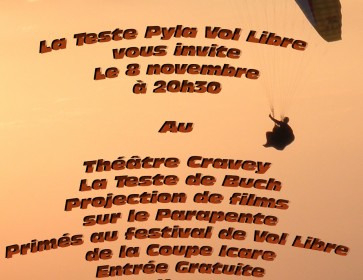 La Teste Pyla Vol Libre
vous invite
Le 8 novembre
à 20h30
Au
Théâtre Cravey
La Teste de Buch
Projection de films
sur le Parapente
Primés au festival de Vol Libre
de la Coupe Icare
Entrée Gratuite